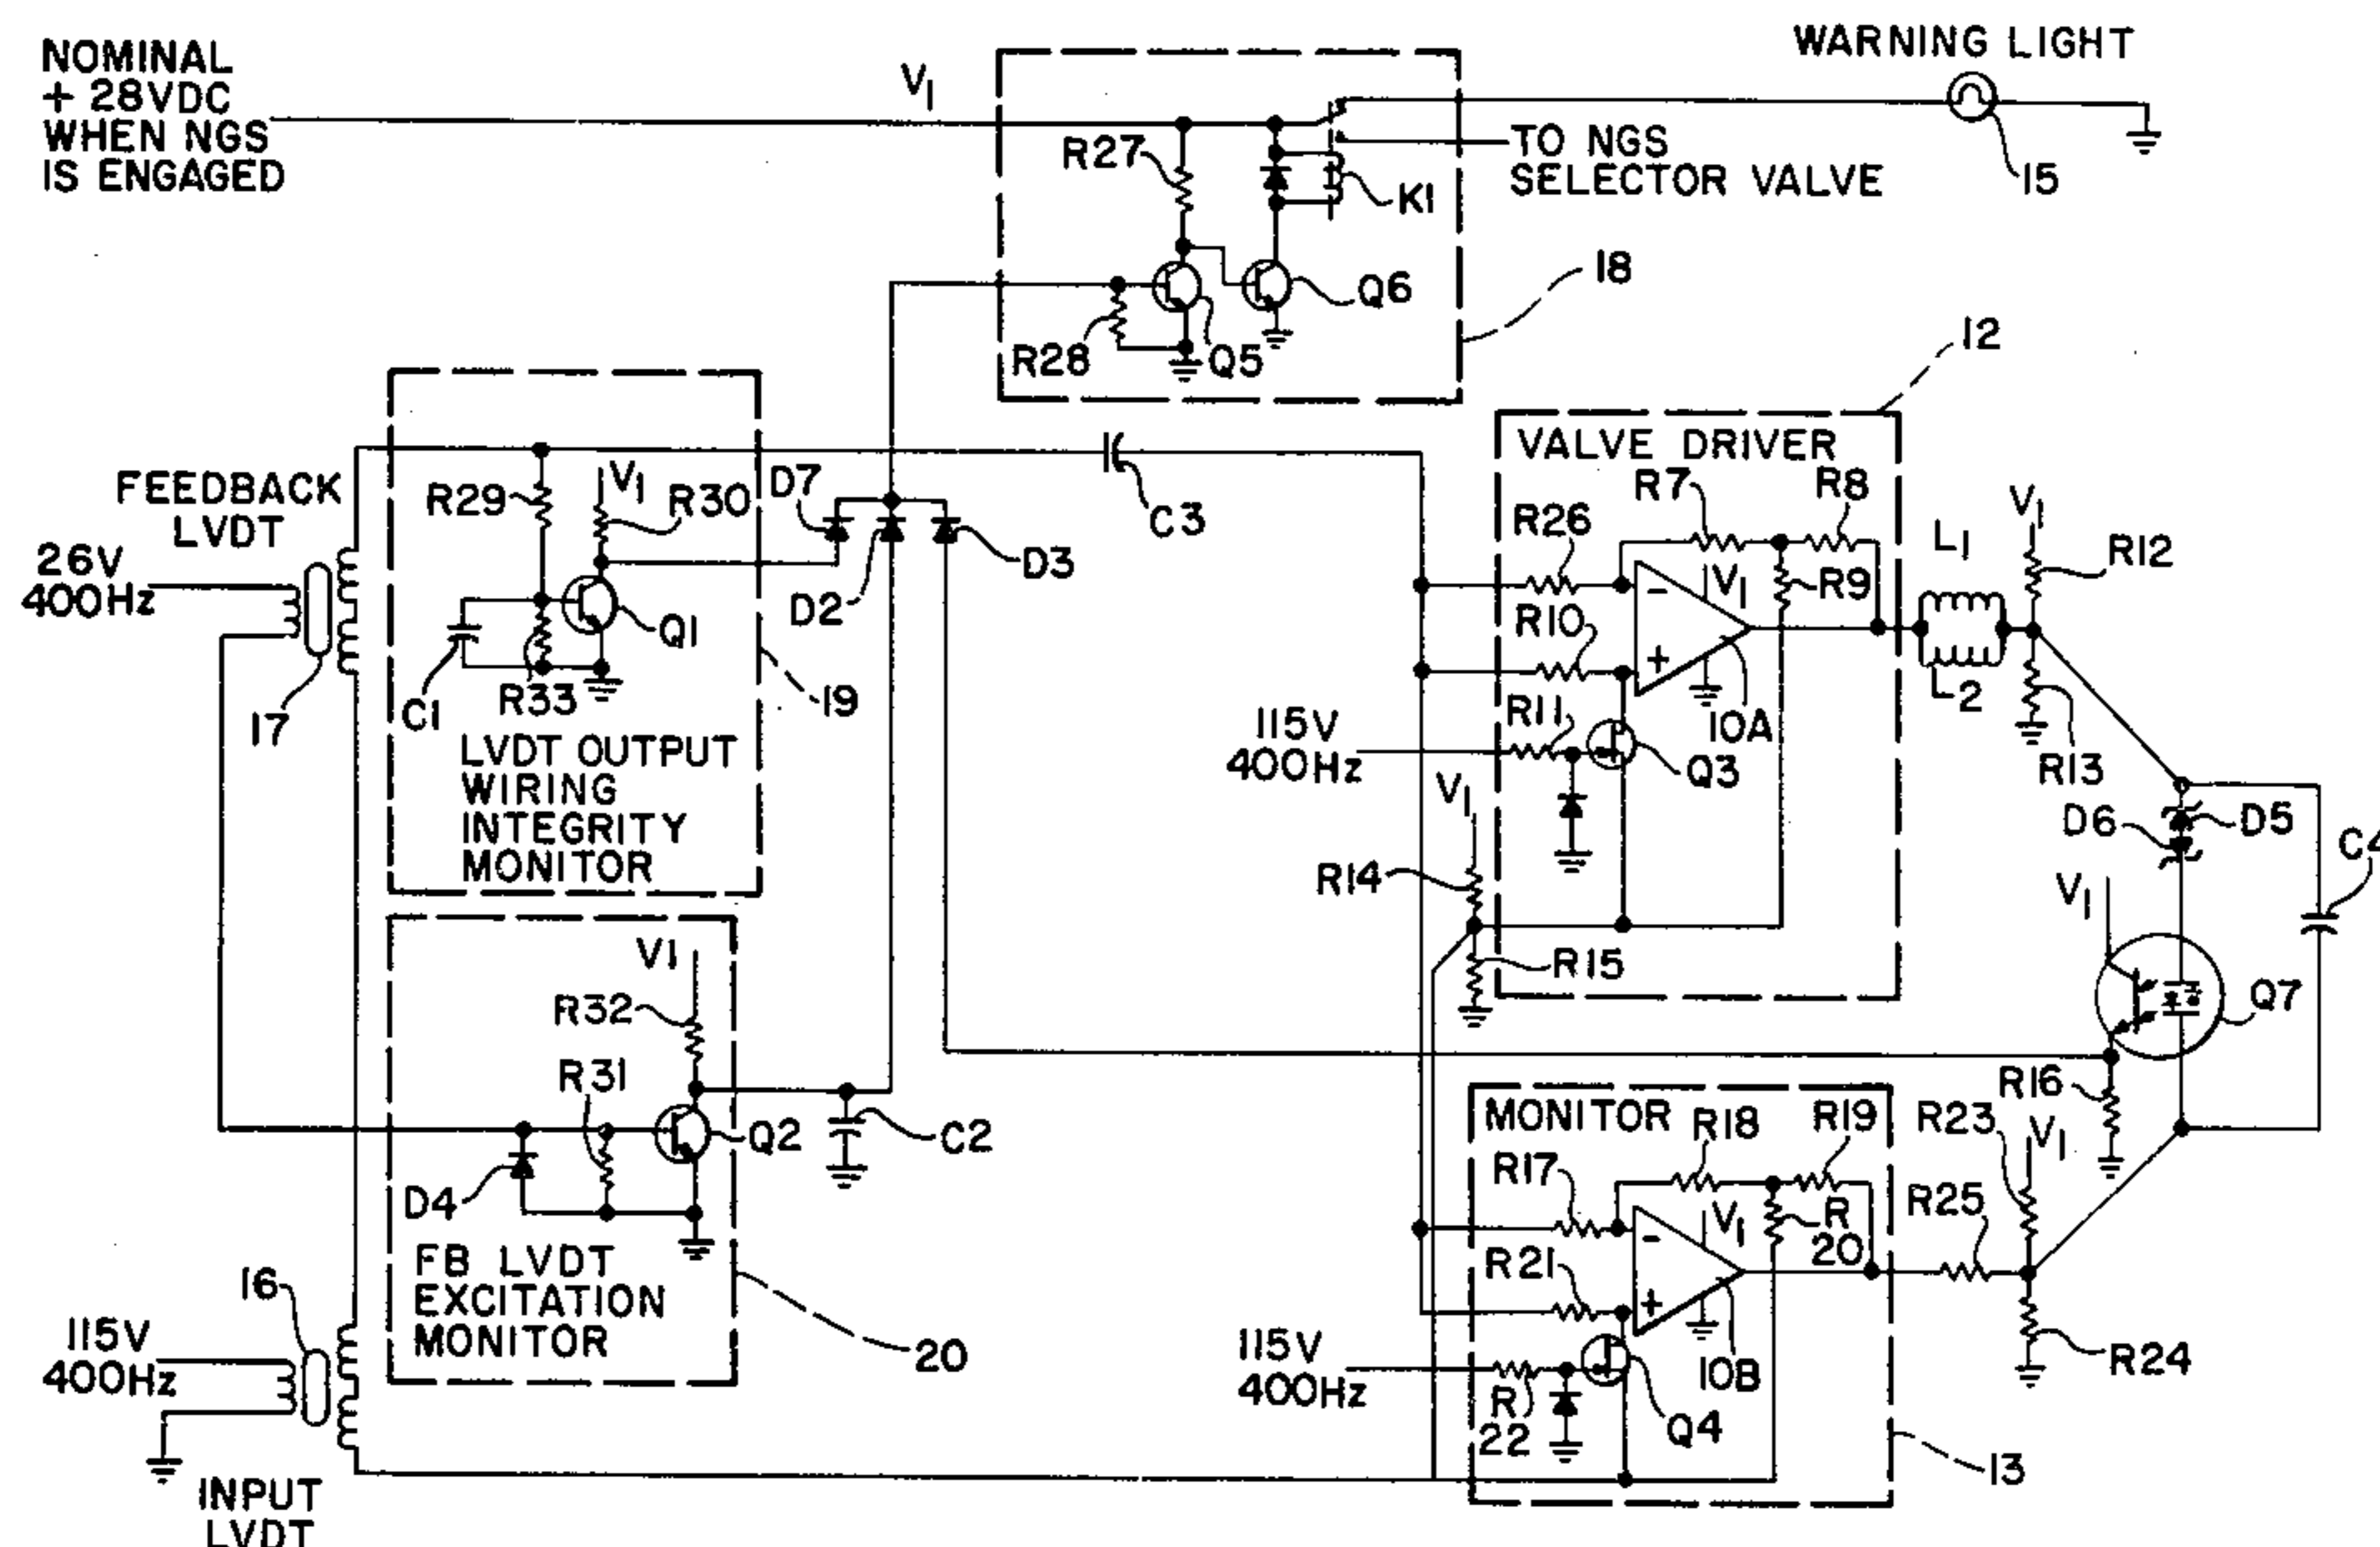 NOMINAL
+ 28VDC
WHEN NGS
IS ENGAGED
V1
WARNING LIGHT
15
TO NGS
SELECTOR VALVE
R27
K1
Q6
R28
Q5
18
12
FEEDBACK
LVDT
26V
400Hz
17
R29
V1
R30
Q1
C1
R33
LVDT OUTPUT
WIRING
INTEGRITY
MONITOR
19
D7
D2
D3
C3
VALVE DRIVER
R7
R8
R26
V1
R9
R10
R11
10A
115V
400Hz
Q3
V1
R14
R15
L1
L2
V1
R12
R13
D6
D5
C4
V1
Q7
R16
V1
R32
R31
Q2
C2
D4
FB LVDT
EXCITATION
MONITOR
20
MONITOR
R18
R19
R17
V1
R
20
R21
10B
115V
400Hz
R
22
Q4
13
R23
V1
R25
R24
16
115V
400Hz
INPUT
LVDT